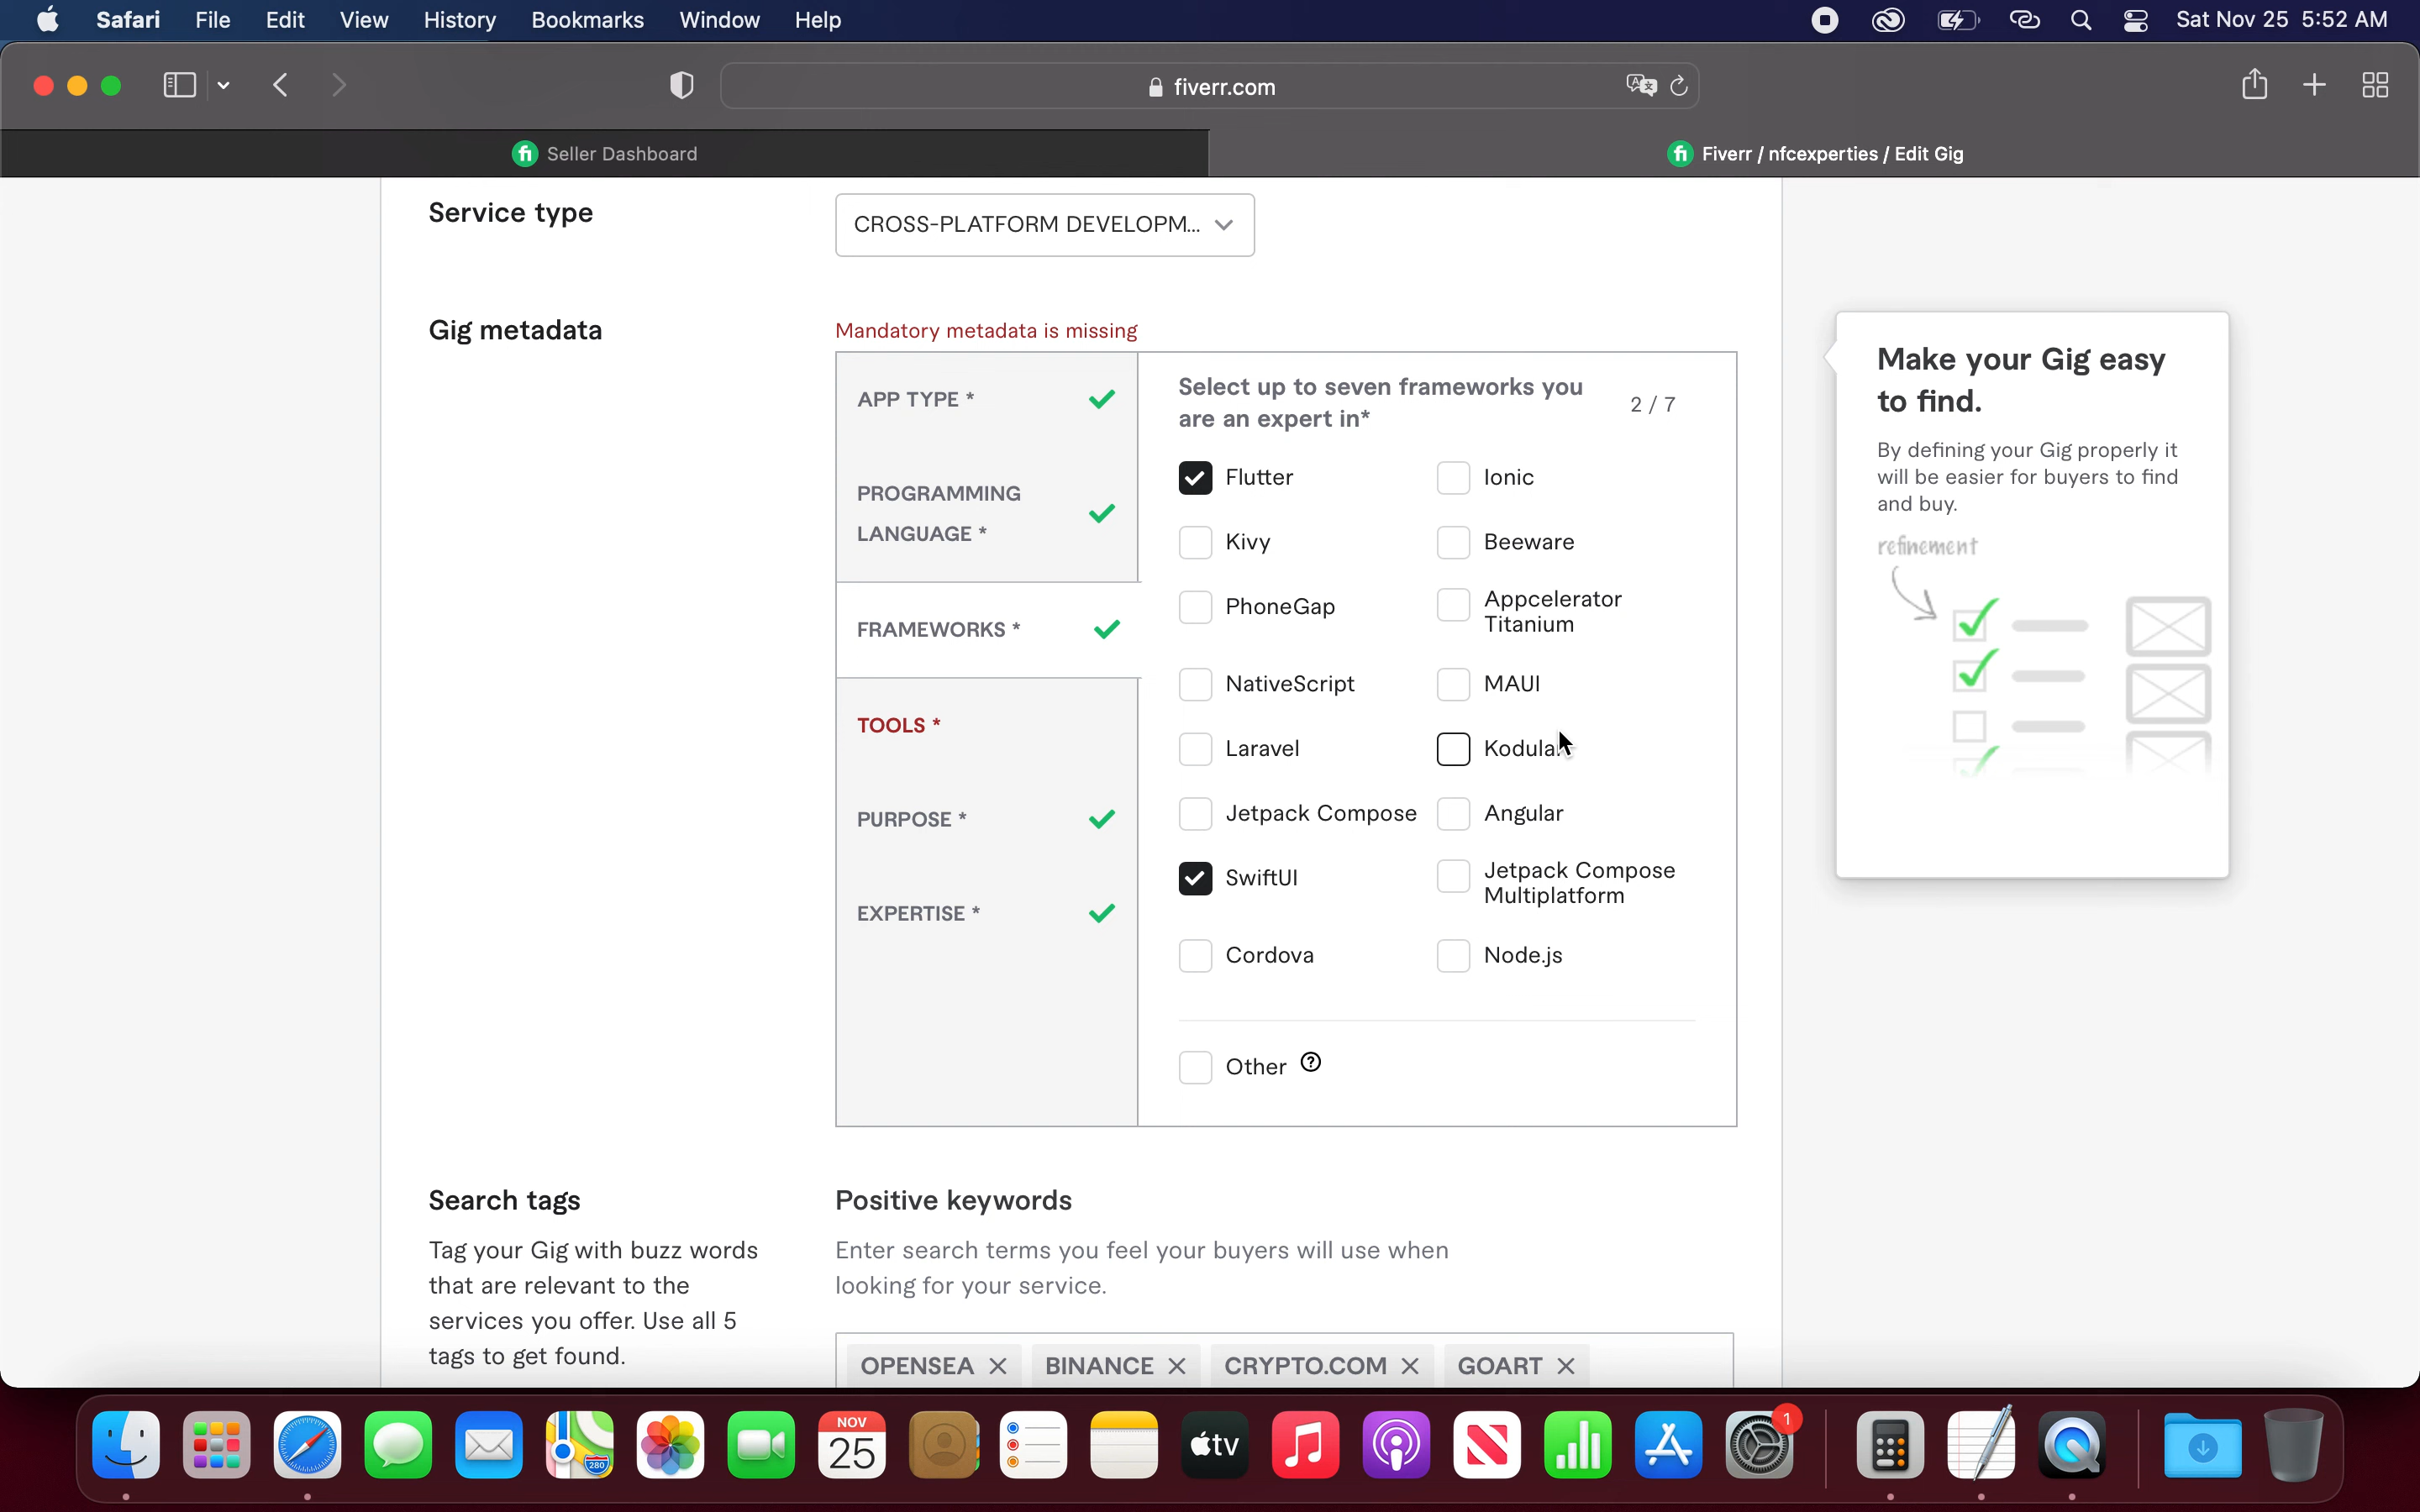 Safari File Edit View History Bookmarks Window Help Sat Nov 25 5:52 AM
fiverr.com
Seller Dashboard
Fiverr / nfcexperties / Edit Gig
Service type
CROSS-PLATFORM DEVELOPM...
Gig metadata
Mandatory metadata is missing
APP TYPE *
PROGRAMMING
LANGUAGE *
FRAMEWORKS *
TOOLS *
PURPOSE *
EXPERTISE *
Select up to seven frameworks you
are an expert in*
2 / 7
Flutter
Ionic
Kivy
Beeware
PhoneGap
Appcelerator
Titanium
NativeScript
MAUI
Laravel
Kodular
Jetpack Compose
Angular
SwiftUI
Jetpack Compose
Multiplatform
Cordova
Node.js
Other
Make your Gig easy
to find.
By defining your Gig properly it
will be easier for buyers to find
and buy.
refinement
Search tags
Tag your Gig with buzz words
that are relevant to the
services you offer. Use all 5
tags to get found.
Positive keywords
Enter search terms you feel your buyers will use when
looking for your service.
OPENSEA BINANCE CRYPTO.COM GOART
280
NOV
25
tv
1